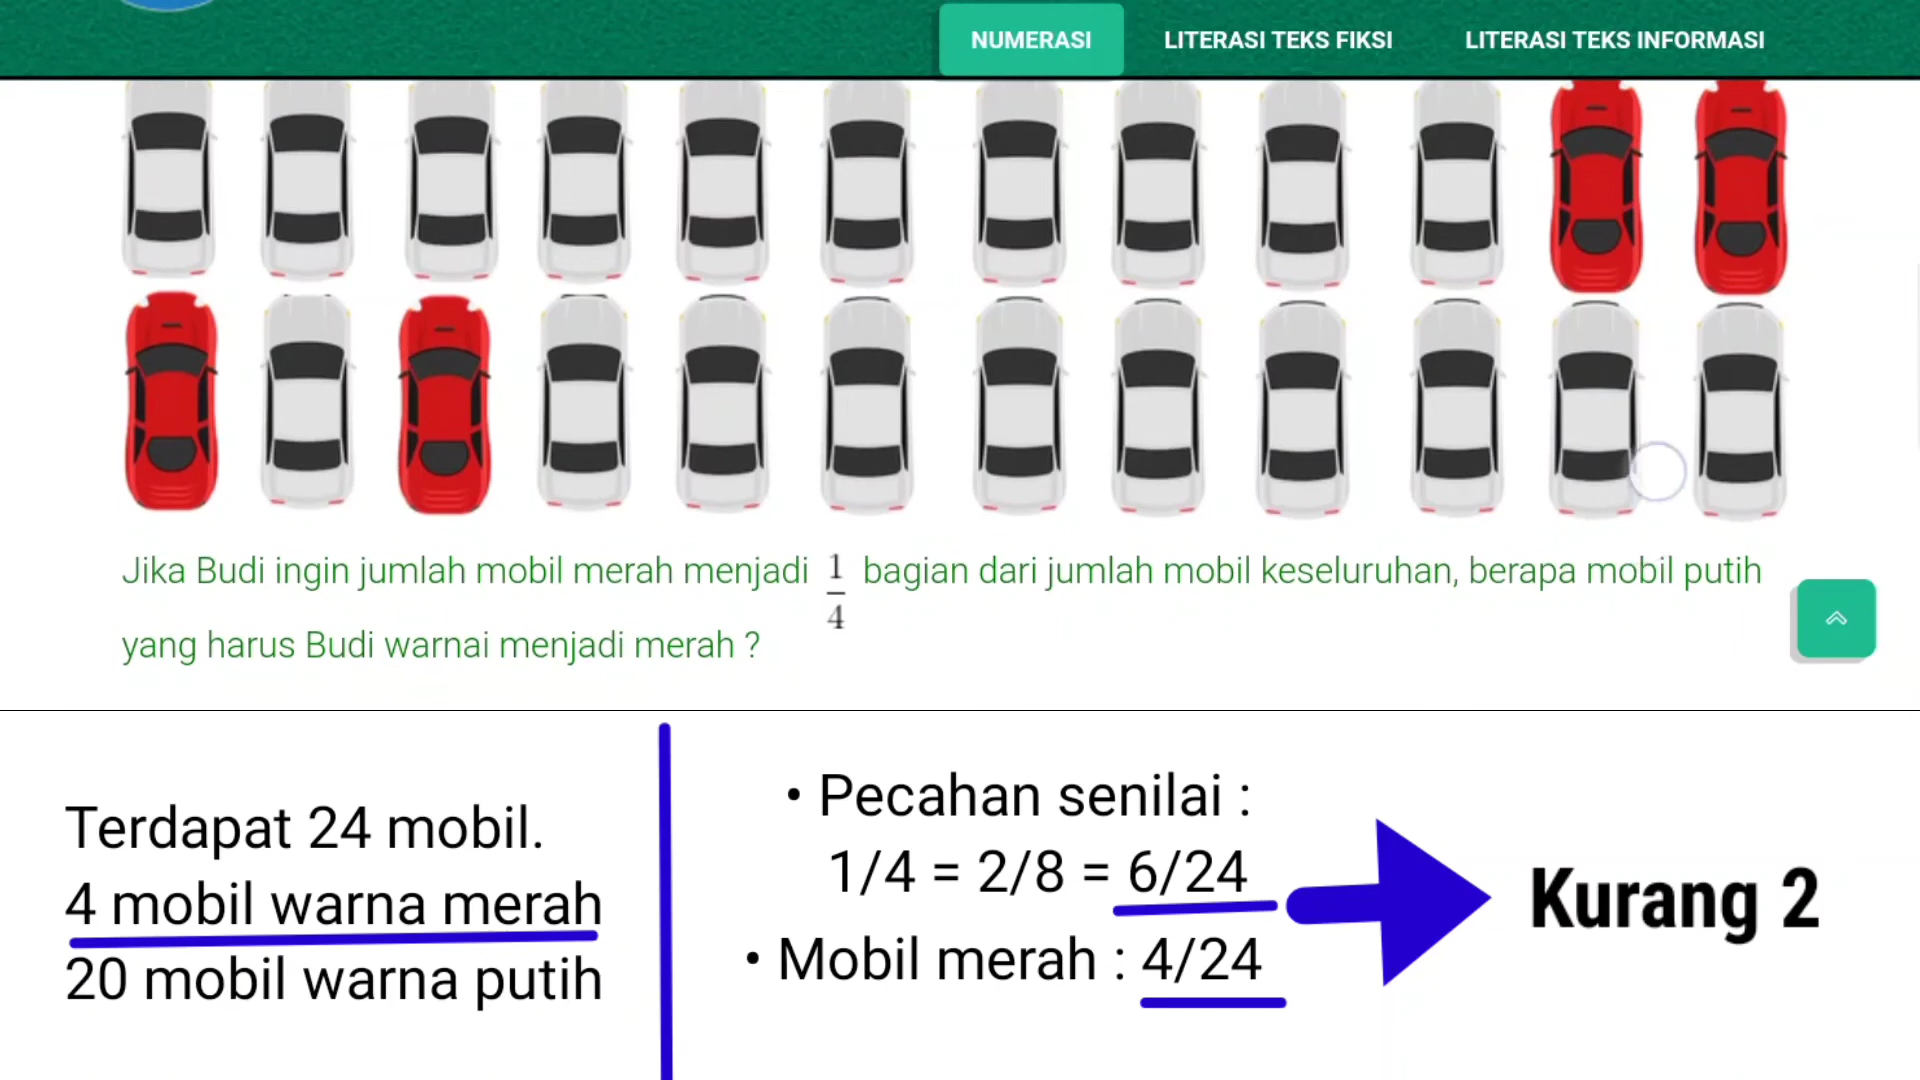 NUMERASI LITERASI TEKS FIKSI LITERASI TEKS INFORMASI
Jika Budi ingin jumlah mobil merah menjadi 1/4 bagian dari jumlah mobil keseluruhan, berapa mobil putih
yang harus Budi warnai menjadi merah ?
Terdapat 24 mobil.
4 mobil warna merah
20 mobil warna putih
• Pecahan senilai :
1/4 = 2/8 = 6/24
• Mobil merah : 4/24
Kurang 2